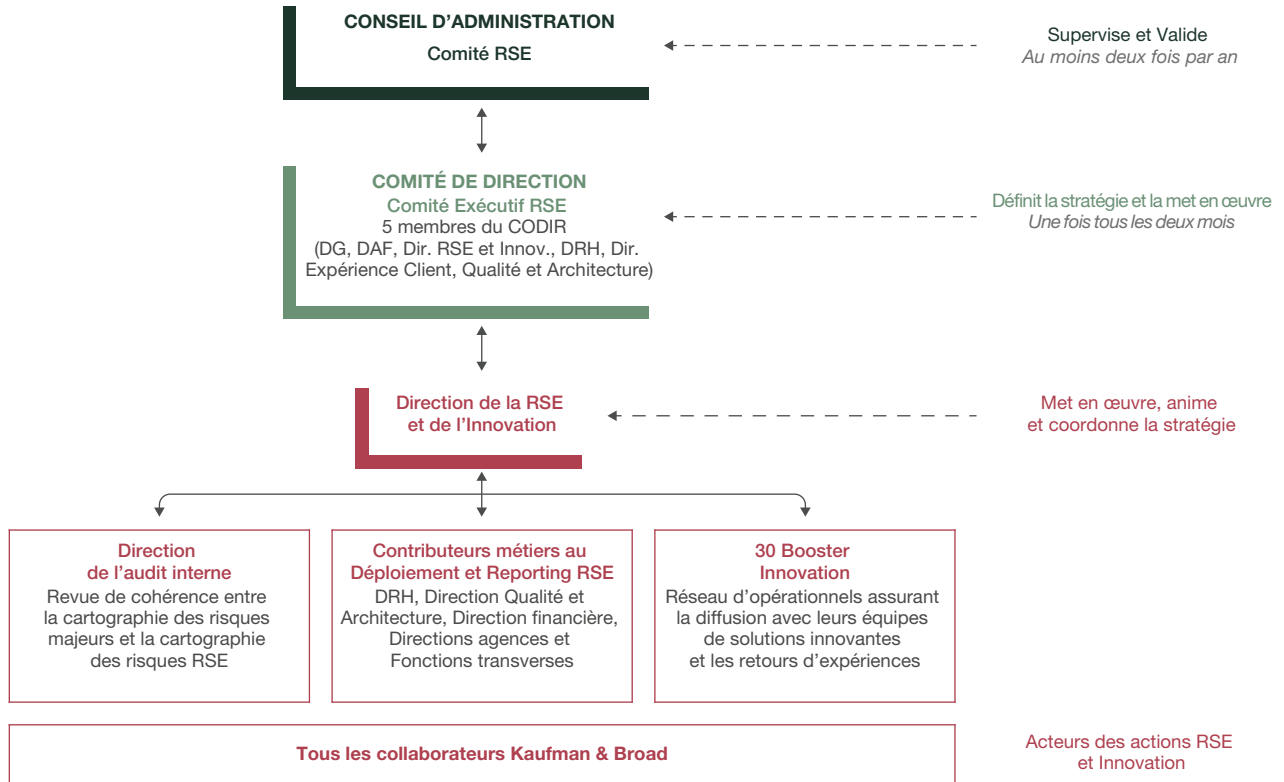 CONSEIL D’ADMINISTRATION
Comité RSE
Supervise et Valide
Au moins deux fois par an
COMITÉ DE DIRECTION
Comité Exécutif RSE
5 membres du CODIR
(DG, DAF, Dir. RSE et Innov., DRH, Dir.
Expérience Client, Qualité et Architecture)
Définit la stratégie et la met en œuvre
Une fois tous les deux mois
Direction de la RSE
et de l’Innovation
Met en œuvre, anime
et coordonne la stratégie
Direction
de l’audit interne
Revue de cohérence entre
la cartographie des risques
majeurs et la cartographie
des risques RSE
Contributeurs métiers au
Déploiement et Reporting RSE
DRH, Direction Qualité et
Architecture, Direction financière,
Directions agences et
Fonctions transverses
30 Booster
Innovation
Réseau d’opérationnels assurant
la diffusion avec leurs équipes
de solutions innovantes
et les retours d’expériences
Tous les collaborateurs Kaufman & Broad
Acteurs des actions RSE
et Innovation